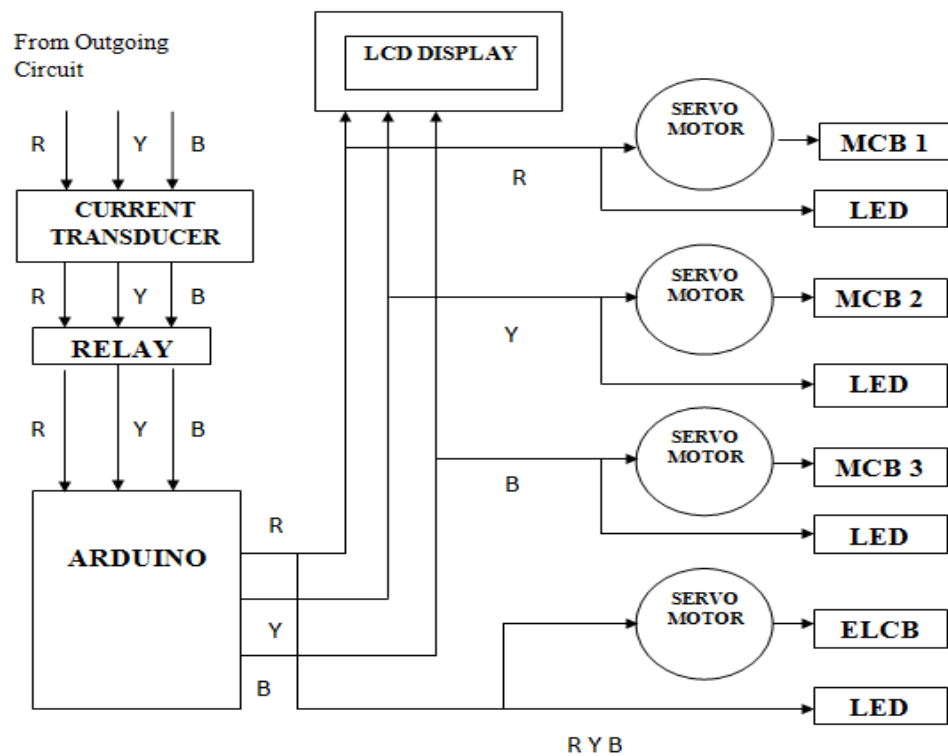 From Outgoing
Circuit
R Y B
CURRENT
TRANSDUCER
R Y B
RELAY
R Y B
ARDUINO
R
Y
B
LCD DISPLAY
SERVO
MOTOR
MCB 1
R
LED
SERVO
MOTOR
MCB 2
Y
LED
SERVO
MOTOR
MCB 3
B
LED
SERVO
MOTOR
ELCB
LED
R Y B